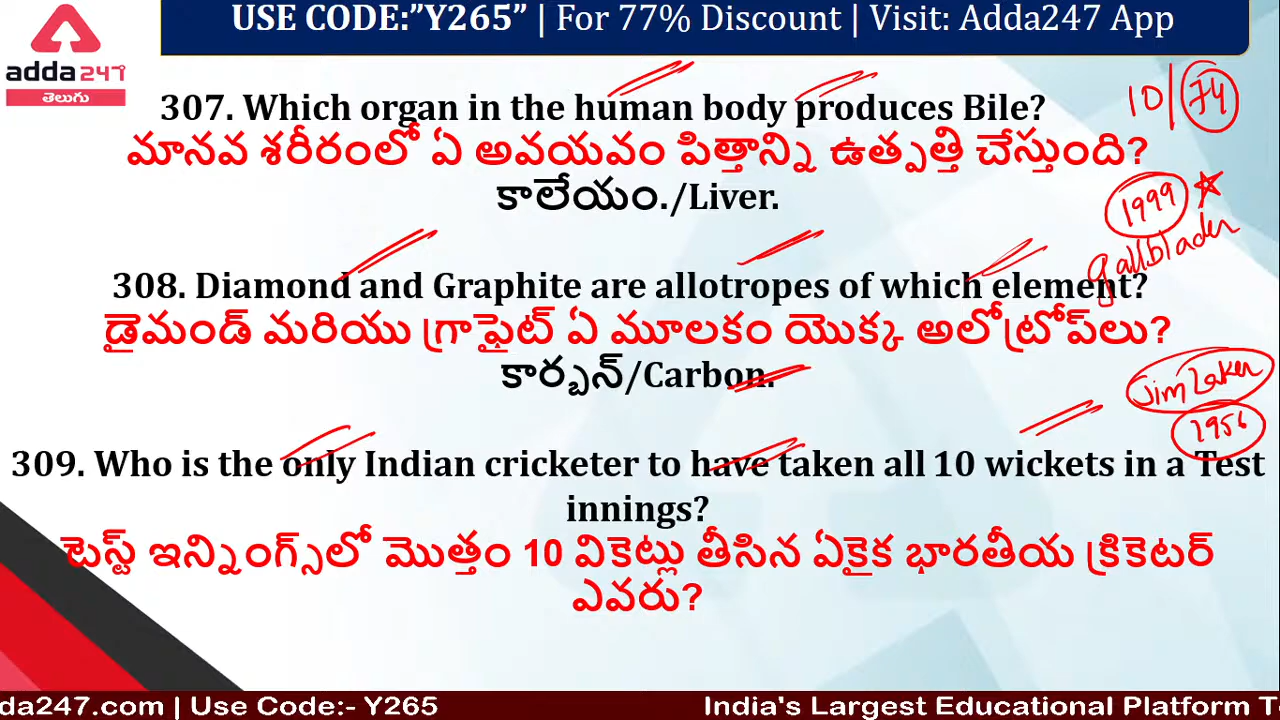 USE CODE:”Y265” | For 77% Discount | Visit: Adda247 App
adda247
తెలుగు
307. Which organ in the human body produces Bile?
10/74
మానవ శరీరంలో ఏ అవయవం పిత్తాన్ని ఉత్పత్తి చేస్తుంది?
కాలేయం./Liver.
1999
gallblader
308. Diamond and Graphite are allotropes of which element?
డైమండ్ మరియు గ్రాఫైట్ ఏ మూలకం యొక్క అలోట్రోప్‌లు?
కార్బన్/Carbon.
Jim Laker
1956
309. Who is the only Indian cricketer to have taken all 10 wickets in a Test
innings?
టెస్ట్ ఇన్నింగ్స్‌లో మొత్తం 10 వికెట్లు తీసిన ఏకైక భారతీయ క్రికెటర్
ఎవరు?
da247.com | Use Code:- Y265
India's Largest Educational Platform T